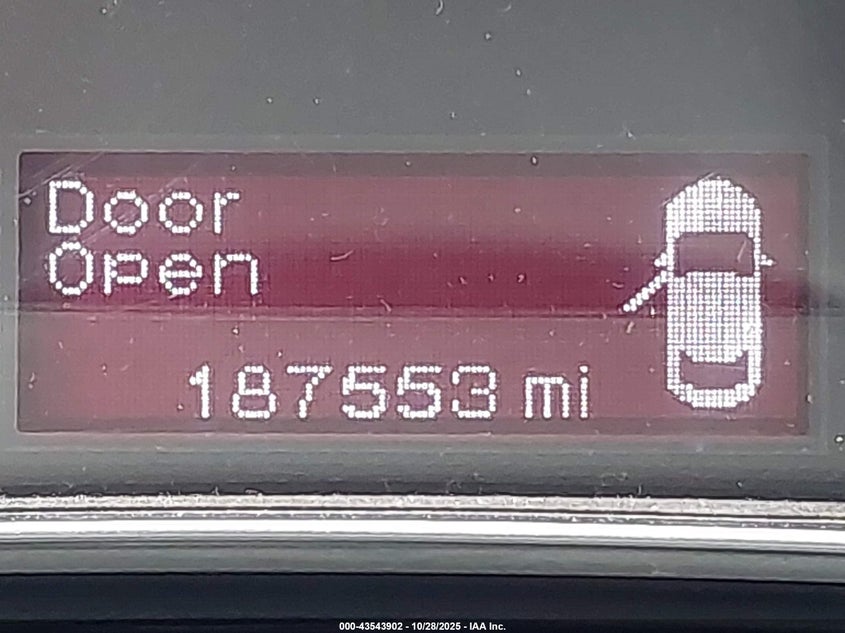 Door
Open
187553 mi
000-43543902 - 10/28/2025 - IAA Inc.